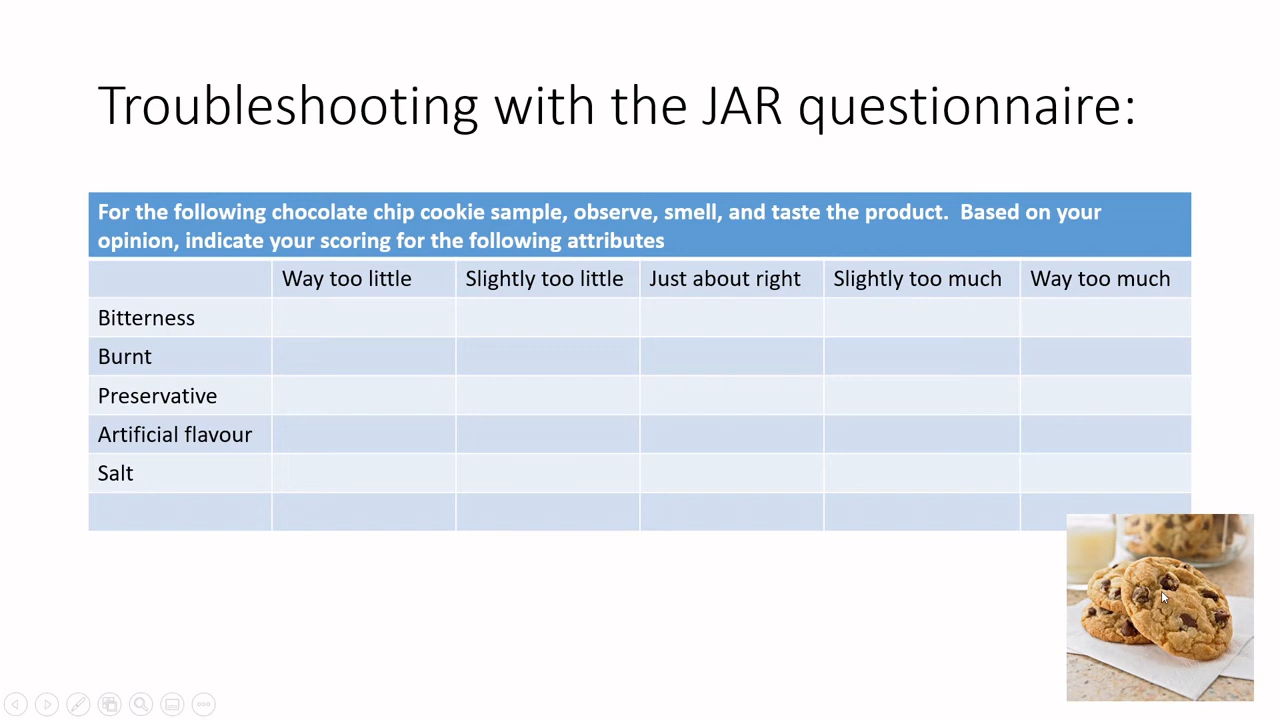 Troubleshooting with the JAR questionnaire:
For the following chocolate chip cookie sample, observe, smell, and taste the product.  Based on your
opinion, indicate your scoring for the following attributes
Way too little Slightly too little Just about right Slightly too much Way too much
Bitterness
Burnt
Preservative
Artificial flavour
Salt